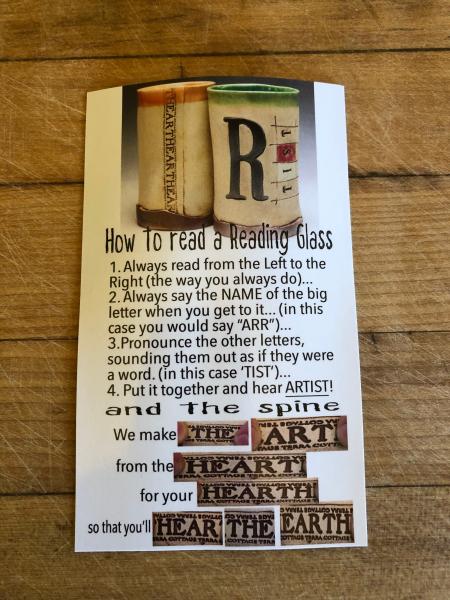 HEARTHEARTHEARTHEAR
R
T
S
I
T
How to read a Reading Glass
1. Always read from the Left to the
Right (the way you always do)...
2. Always say the NAME of the big
letter when you get to it... (in this
case you would say "ARR")...
3.Pronounce the other letters,
sounding them out as if they were
a word. (in this case 'TIST')...
4. Put it together and hear ARTIST!
and the spine
We make THE ART
from the HEART
for your HEARTH
so that you'll HEAR THE EARTH